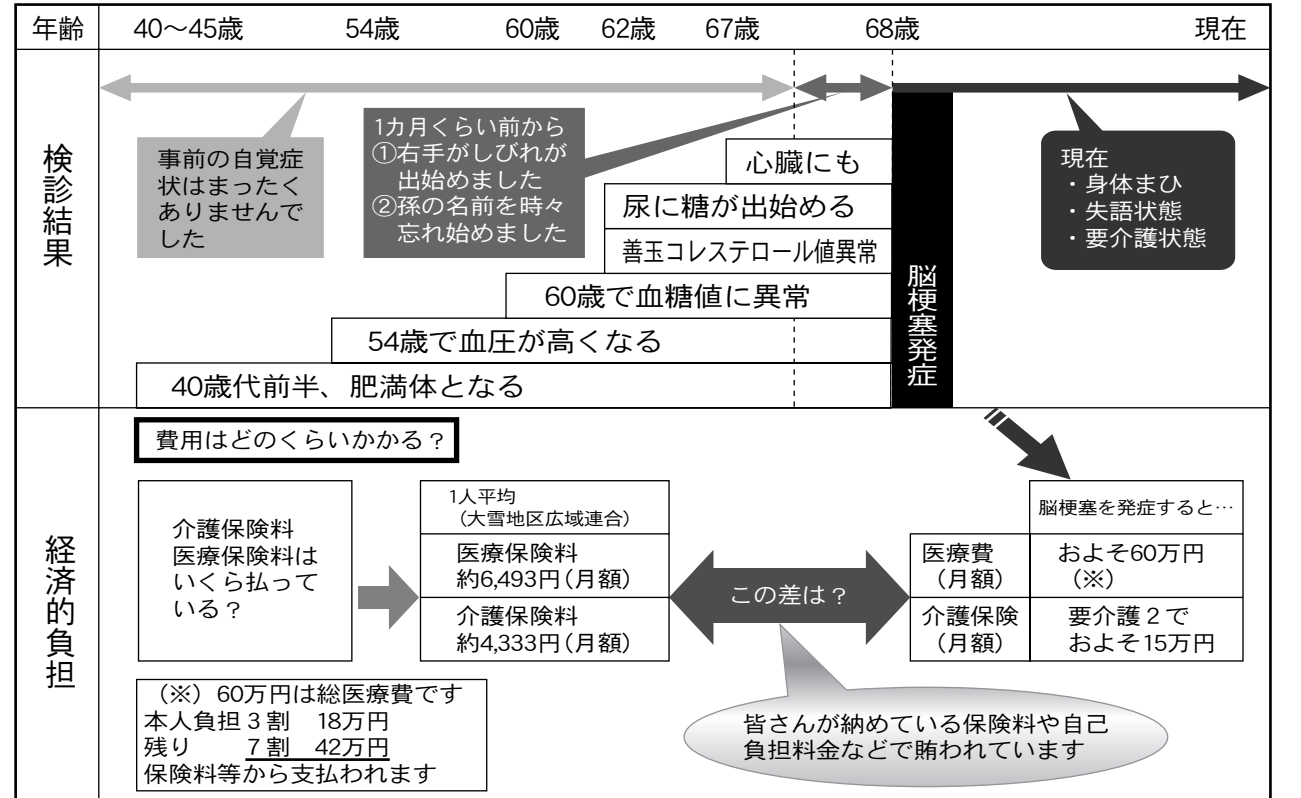 年齢
40～45歳
54歳
60歳
62歳
67歳
68歳
現在
検診結果
事前の自覚症
状はまったく
ありませんで
した
1カ月くらい前から
①右手がしびれが
出始めました
②孫の名前を時々
忘れ始めました
心臓にも
尿に糖が出始める
善玉コレステロール値異常
60歳で血糖値に異常
54歳で血圧が高くなる
40歳代前半、肥満体となる
脳梗塞発症
現在
・身体まひ
・失語状態
・要介護状態
経済的負担
費用はどのくらいかかる？
介護保険料
医療保険料は
いくら払って
いる？
1人平均
（大雪地区広域連合）
医療保険料
約6,493円（月額）
介護保険料
約4,333円（月額）
この差は？
脳梗塞を発症すると…
医療費
（月額）
およそ60万円
（※）
介護保険
（月額）
要介護２で
およそ15万円
（※）60万円は総医療費です
本人負担３割　18万円
残り　　７割　42万円
保険料等から支払われます
皆さんが納めている保険料や自己
負担料金などで賄われています